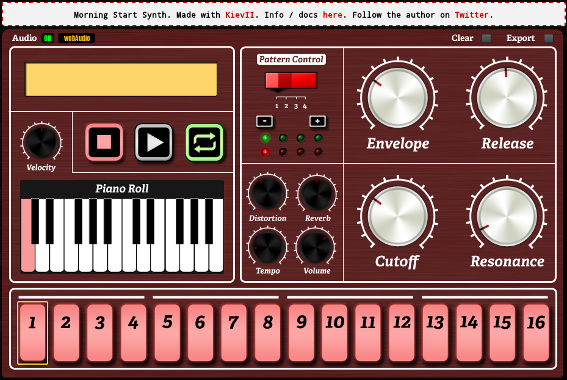 Morning Start Synth. Made with KievII. Info / docs here. Follow the author on Twitter.
Audio ON webAudio Clear Export
Pattern Control
1 2 3 4
- +
Envelope Release
Velocity
Piano Roll
Distortion Reverb
Tempo Volume
Cutoff Resonance
1 2 3 4 5 6 7 8 9 10 11 12 13 14 15 16